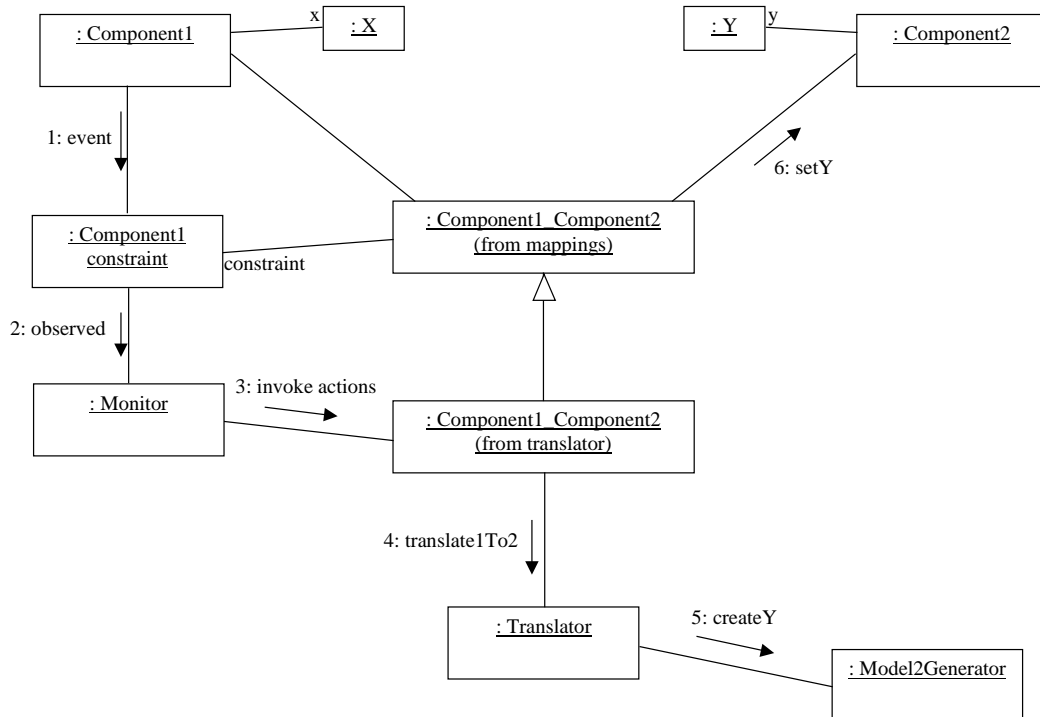 x
y
: Component1
: X
: Y
: Component2
1: event
6: setY
: Component1
constraint
constraint
: Component1_Component2
(from mappings)
2: observed
3: invoke actions
: Monitor
: Component1_Component2
(from translator)
4: translate1To2
: Translator
5: createY
: Model2Generator